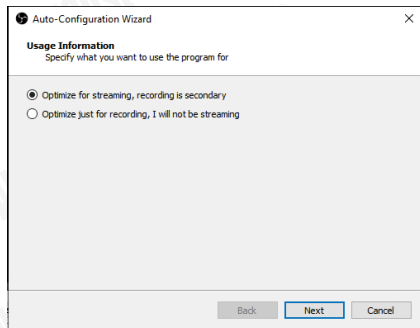 Auto-Configuration Wizard
Usage Information
Specify what you want to use the program for
Optimize for streaming, recording is secondary
Optimize just for recording, I will not be streaming
Back Next Cancel